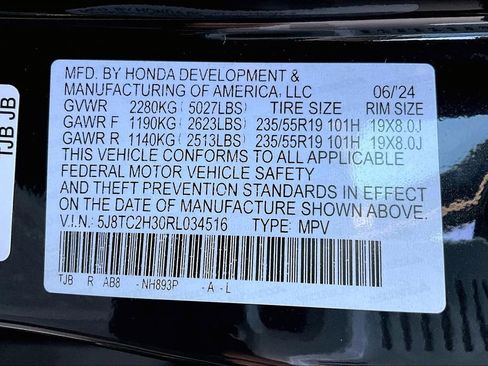 MFD. BY HONDA DEVELOPMENT &
MANUFACTURING OF AMERICA, LLC 06/'24
GVWR 2280KG (5027LBS) TIRE SIZE RIM SIZE
GAWR F 1190KG (2623LBS) 235/55R19 101H 19X8.0J
GAWR R 1140KG (2513LBS) 235/55R19 101H 19X8.0J
THIS VEHICLE CONFORMS TO ALL APPLICABLE
FEDERAL MOTOR VEHICLE SAFETY
AND THEFT PREVENTION STANDARDS IN EFFECT
ON THE DATE OF MANUFACTURE SHOWN ABOVE.
V.I.N.: 5J8TC2H30RL034516 TYPE: MPV
TJB R AB8 -NH893P -A-L
TJB JB